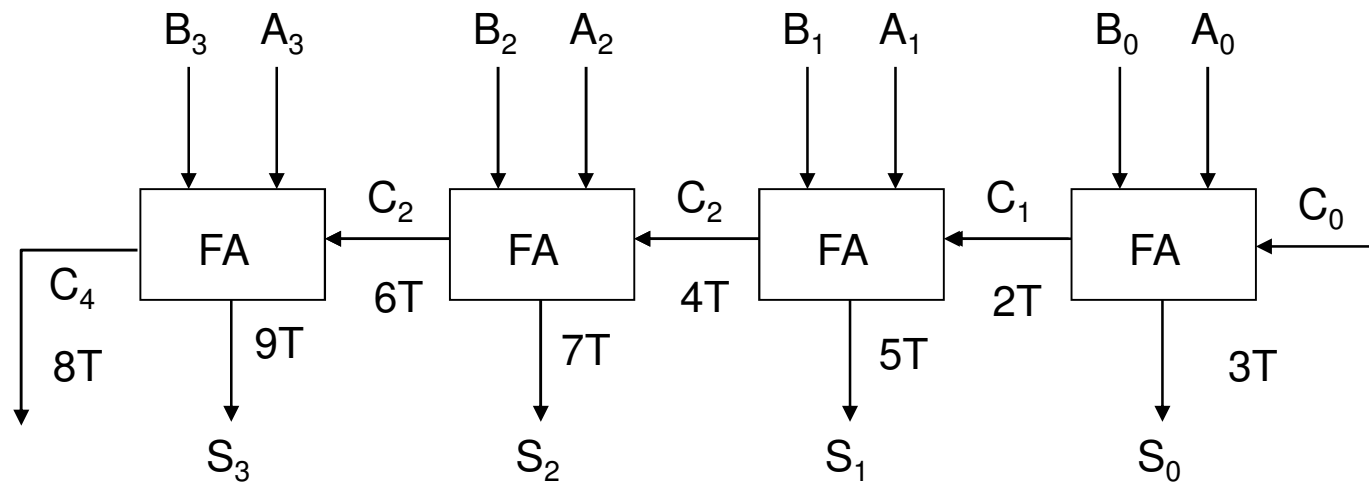 B₃ A₃ B₂ A₂ B₁ A₁ B₀ A₀
C₂ C₂ C₁ C₀
FA FA FA FA
C₄ 6T 4T 2T
8T 9T 7T 5T 3T
S₃ S₂ S₁ S₀